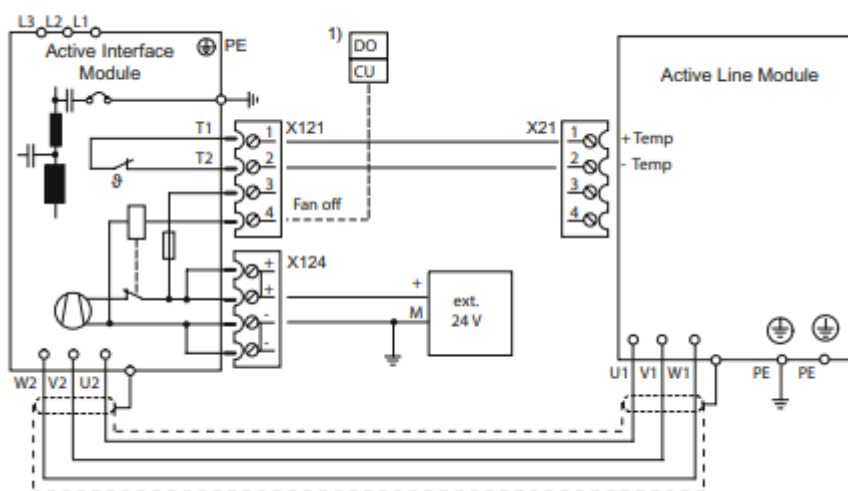 L3 L2 L1
Active Interface
Module
PE
1)
DO
CU
Active Line Module
T1
T2
ϑ
1
2
3
4
X121
Fan off
X21
1
2
3
4
+ Temp
- Temp
+
+
-
-
X124
+
M
ext.
24 V
W2 V2 U2
U1 V1 W1 PE PE